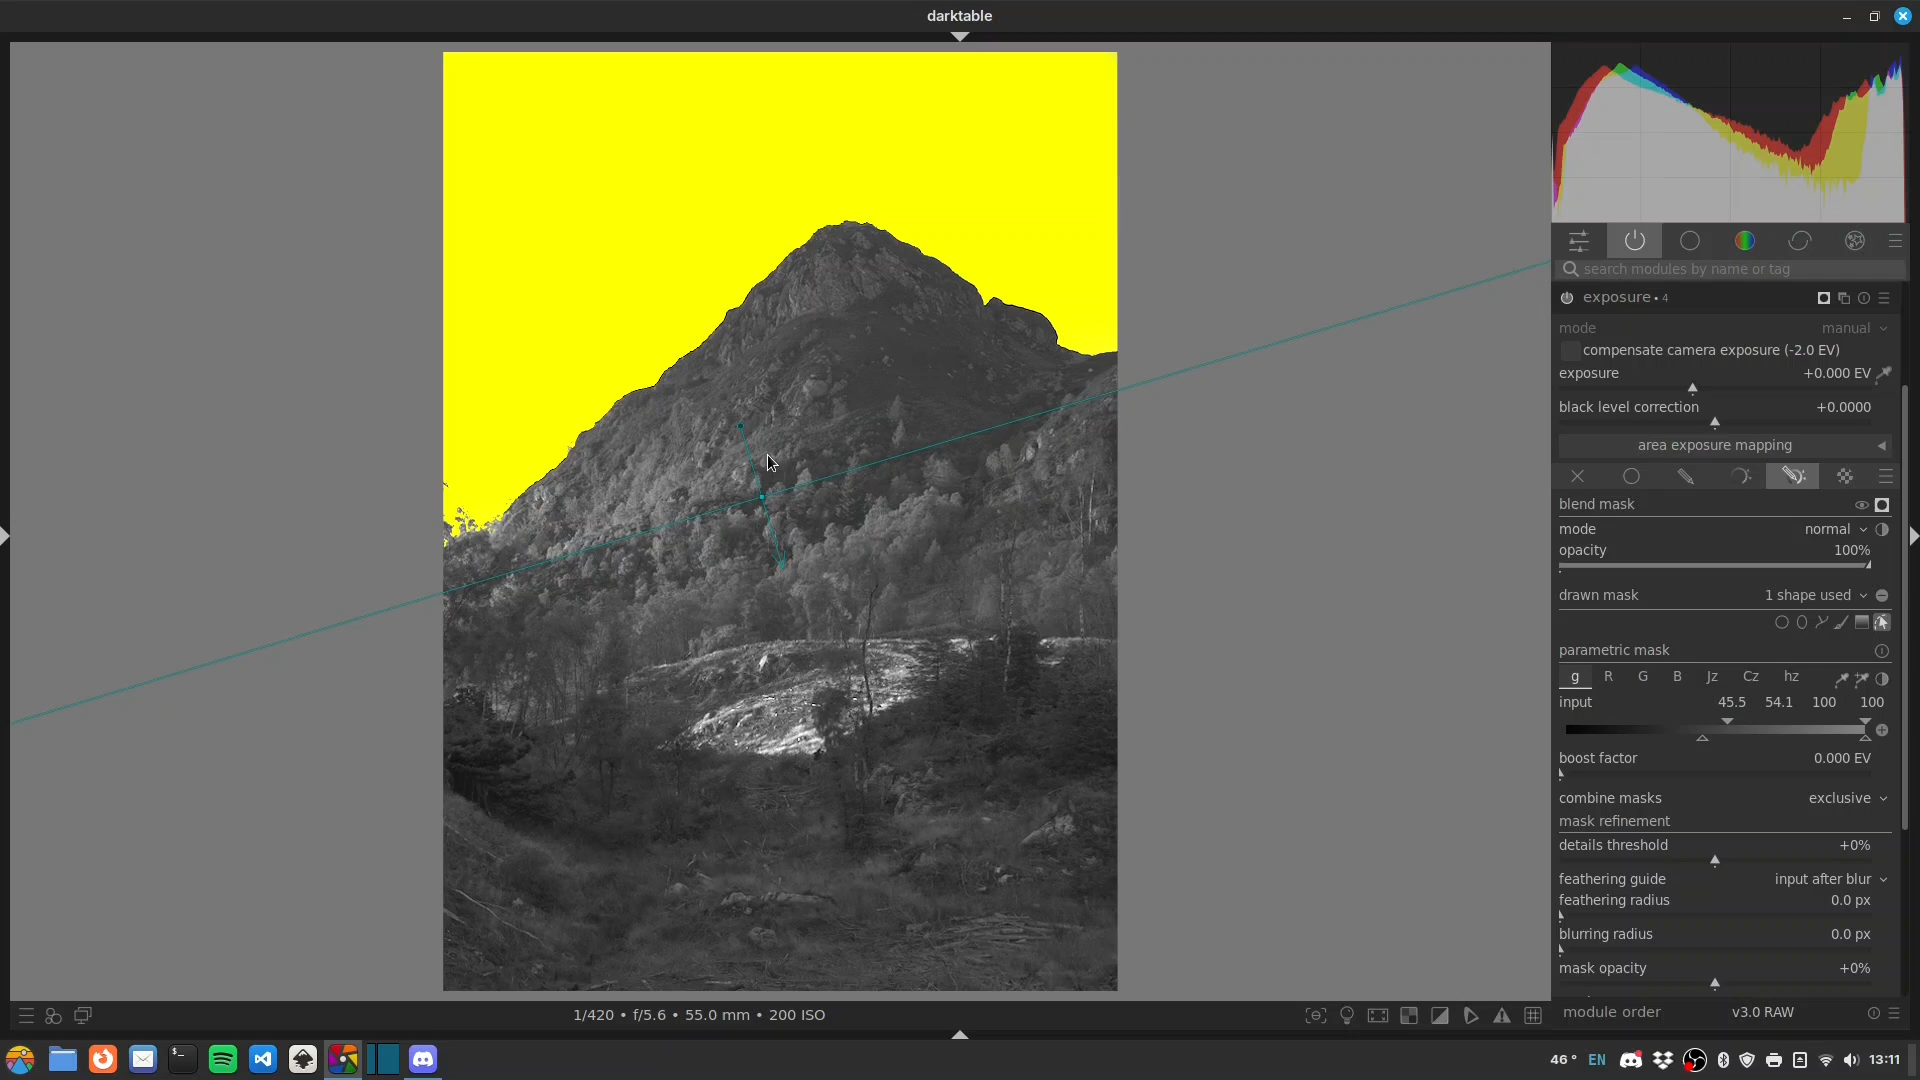 darktable
search modules by name or tag
exposure • 4
mode manual
compensate camera exposure (-2.0 EV)
exposure +0.000 EV
black level correction +0.0000
area exposure mapping
blend mask
mode normal
opacity 100%
drawn mask 1 shape used
parametric mask
g R G B Jz Cz hz
input 45.5 54.1 100 100
boost factor 0.000 EV
combine masks exclusive
mask refinement
details threshold +0%
feathering guide input after blur
feathering radius 0.0 px
blurring radius 0.0 px
mask opacity +0%
1/420 • f/5.6 • 55.0 mm • 200 ISO
module order v3.0 RAW
46 ° EN 13:11